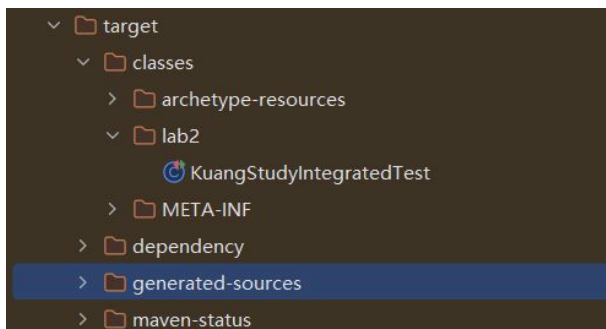 target
classes
archetype-resources
lab2
KuangStudyIntegratedTest
META-INF
dependency
generated-sources
maven-status